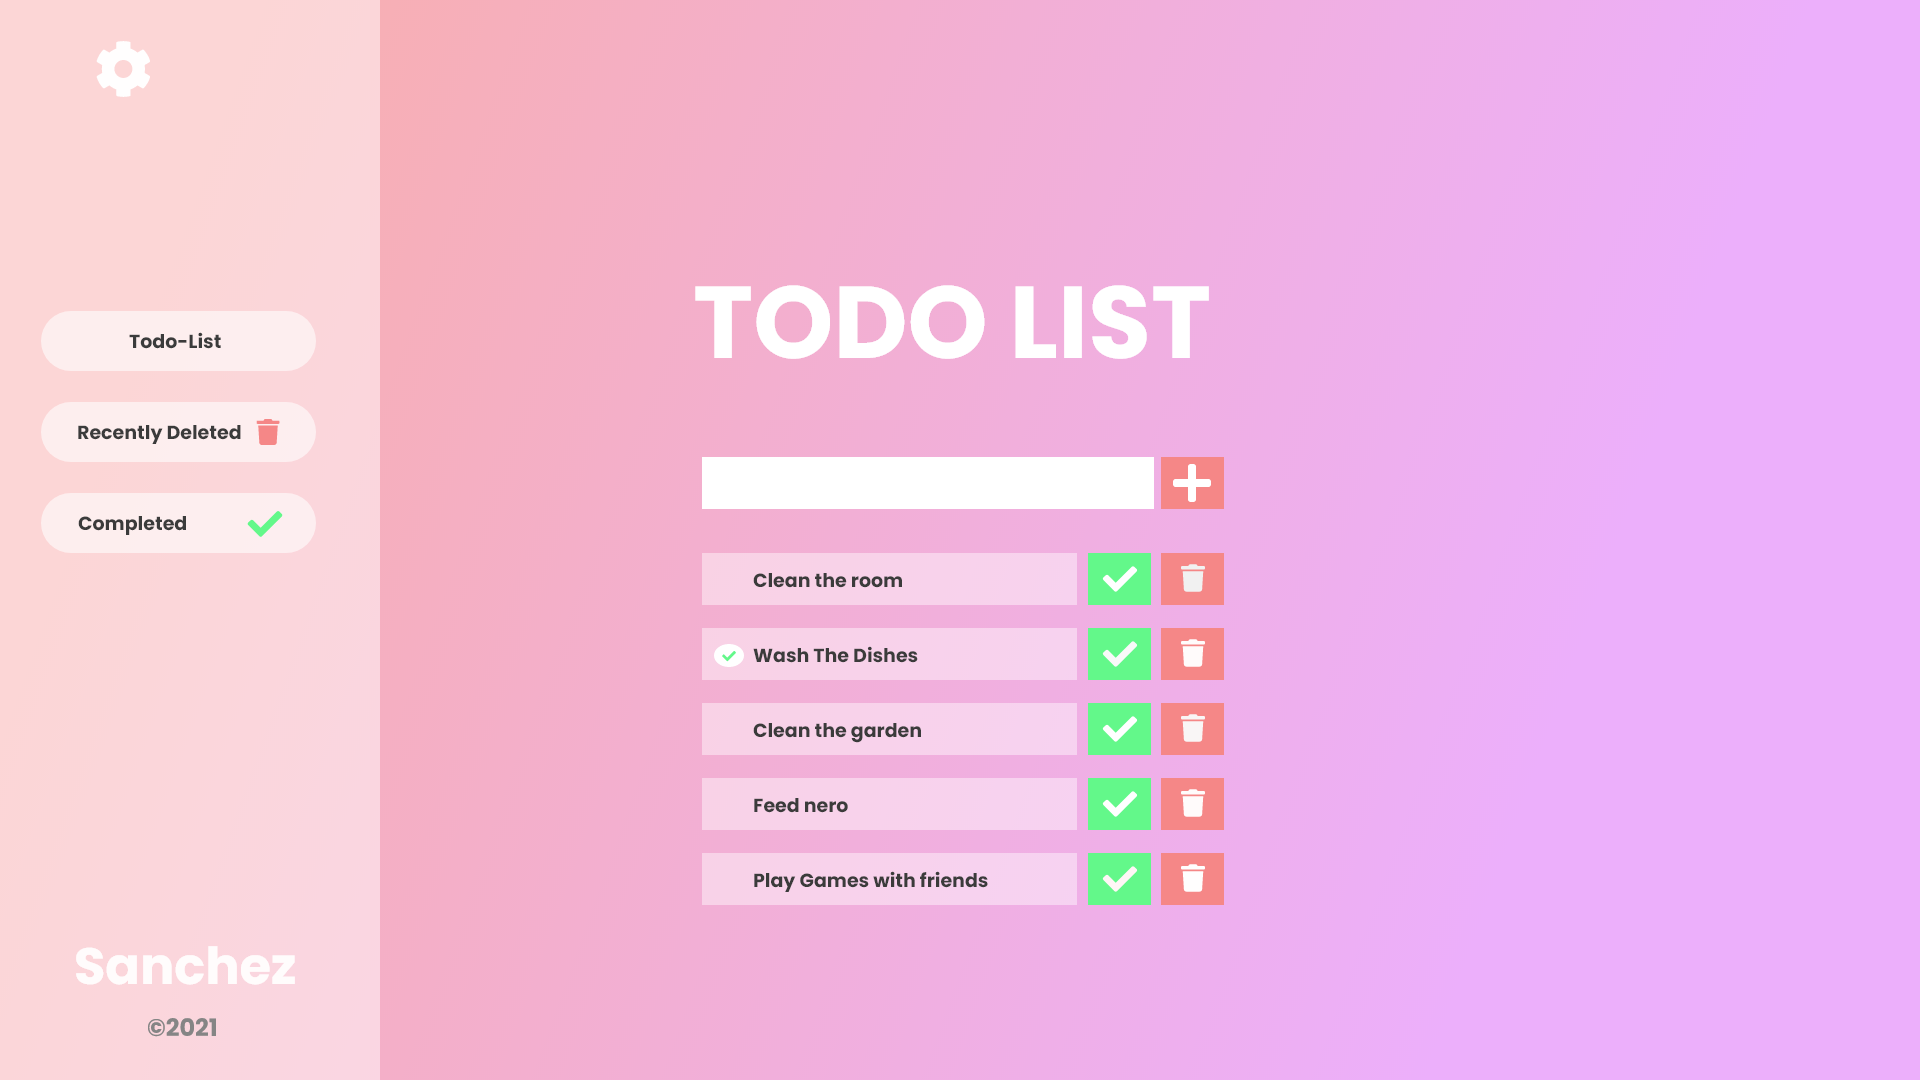 Todo-List
Recently Deleted
Completed
Sanchez
©2021
TODO LIST
Clean the room
Wash The Dishes
Clean the garden
Feed nero
Play Games with friends